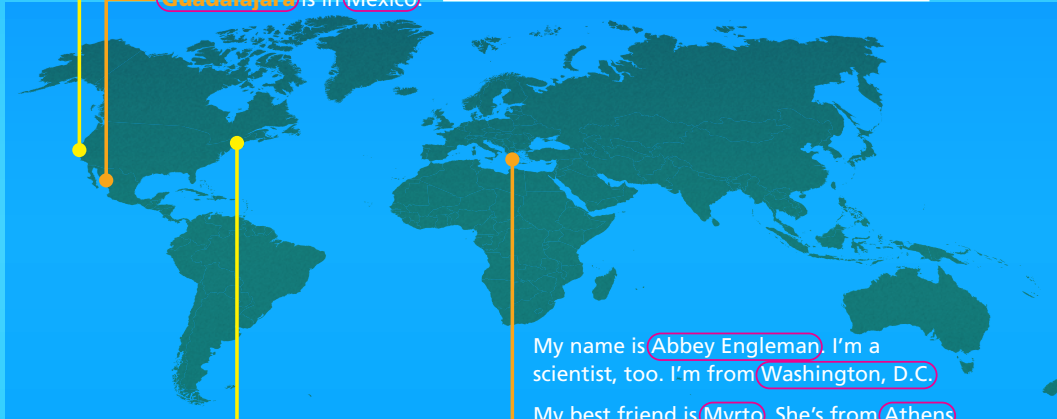 Guadalajara is in Mexico.
My name is Abbey Engleman. I'm a
scientist, too. I'm from Washington, D.C.
My best friend is Myrto. She's from Athens